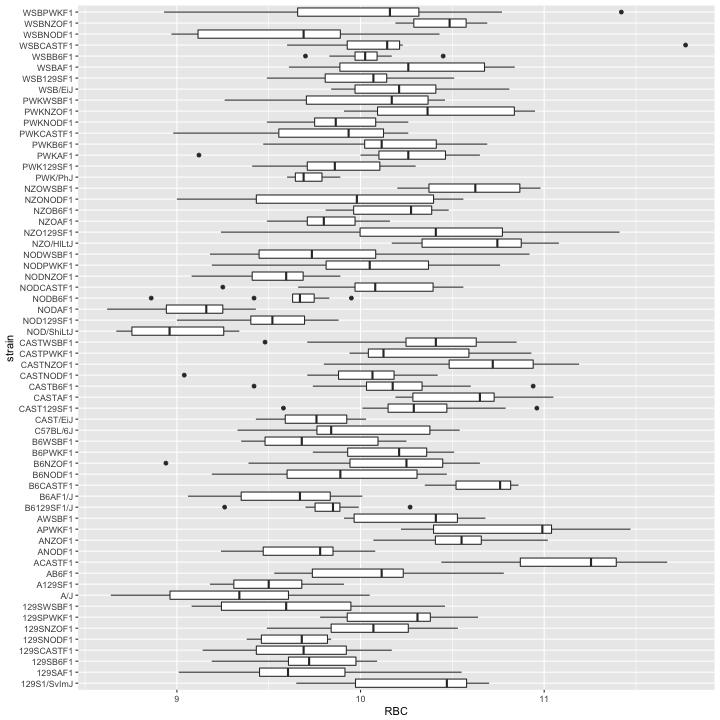 WSBPWKF1
WSBNZOF1
WSBNODF1
WSBCASTF1
WSBB6F1
WSBAF1
WSB129SF1
WSB/EiJ
PWKWSBF1
PWKNZOF1
PWKNODF1
PWKCASTF1
PWKB6F1
PWKAF1
PWK129SF1
PWK/PhJ
NZOWSBF1
NZONODF1
NZOB6F1
NZOAF1
NZO129SF1
NZO/HILtJ
NODWSBF1
NODPWKF1
NODNZOF1
NODCASTF1
NODB6F1
NODAF1
NOD129SF1
NOD/ShiLtJ
CASTWSBF1
CASTPWKF1
CASTNZOF1
CASTNODF1
CASTB6F1
CASTAF1
CAST129SF1
CAST/EiJ
C57BL/6J
B6WSBF1
B6PWKF1
B6NZOF1
B6NODF1
B6CASTF1
B6AF1/J
B6129SF1/J
AWSBF1
APWKF1
ANZOF1
ANODF1
ACASTF1
AB6F1
A129SF1
A/J
129SWSBF1
129SPWKF1
129SNZOF1
129SNODF1
129SCASTF1
129SB6F1
129SAF1
129S1/SvImJ
strain
9 10 11
RBC